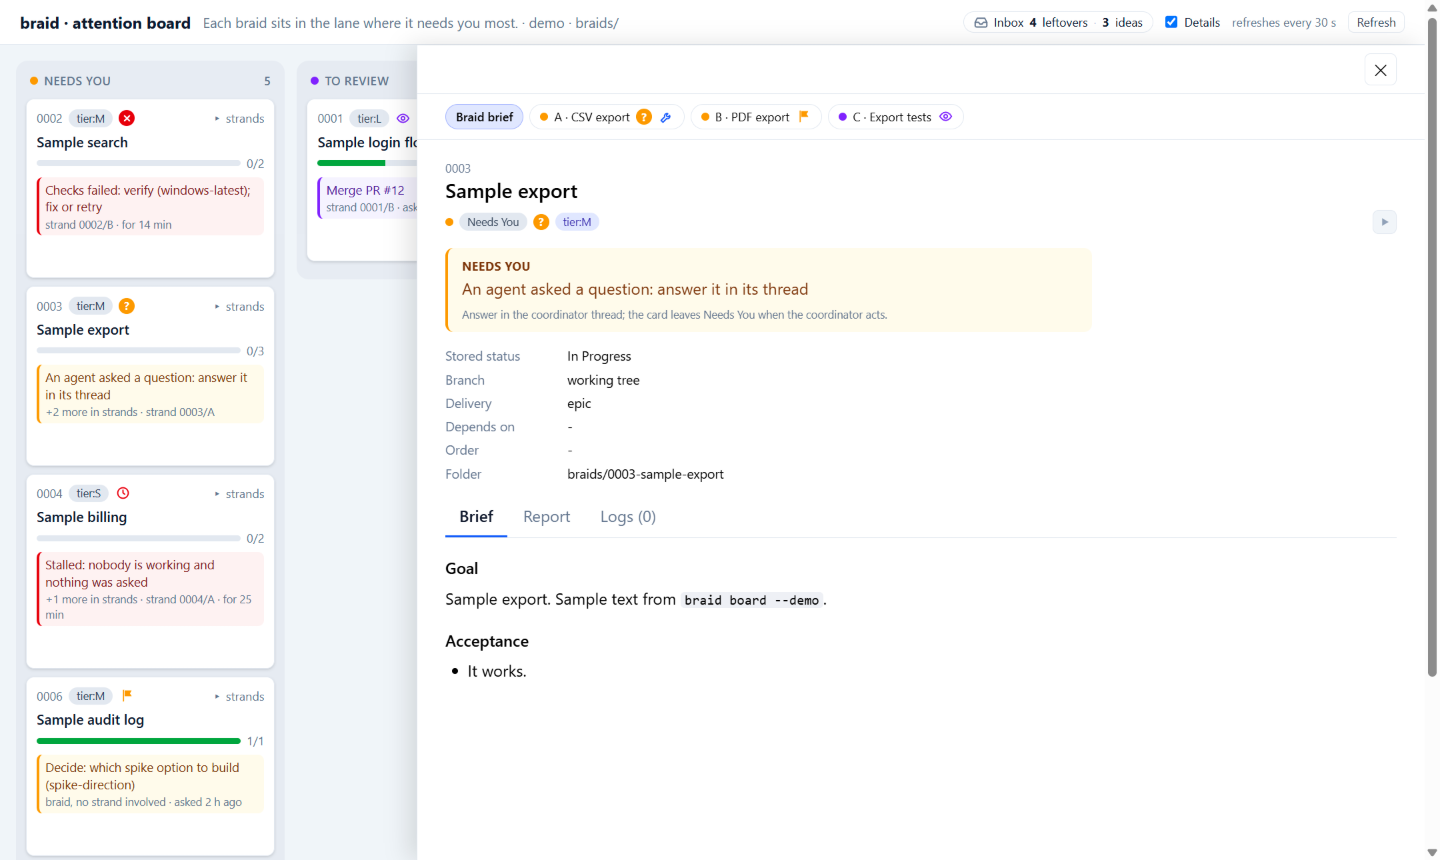 braid · attention board Each braid sits in the lane where it needs you most. · demo · braids/ Inbox 4 leftovers · 3 ideas Details refreshes every 30 s Refresh
NEEDS YOU 5
0002 tier:M strands
Sample search
0/2
Checks failed: verify (windows-latest);
fix or retry
strand 0002/B · for 14 min
0003 tier:M ? strands
Sample export
0/3
An agent asked a question: answer it
in its thread
+2 more in strands · strand 0003/A
0004 tier:S strands
Sample billing
0/2
Stalled: nobody is working and
nothing was asked
+1 more in strands · strand 0004/A · for 25
min
0006 tier:M strands
Sample audit log
1/1
Decide: which spike option to build
(spike-direction)
braid, no strand involved · asked 2 h ago
TO REVIEW
0001 tier:L
Sample login flo
Merge PR #12
strand 0001/B · ask
Braid brief A · CSV export ? B · PDF export C · Export tests
0003
Sample export
Needs You ? tier:M
NEEDS YOU
An agent asked a question: answer it in its thread
Answer in the coordinator thread; the card leaves Needs You when the coordinator acts.
Stored status In Progress
Branch working tree
Delivery epic
Depends on -
Order -
Folder braids/0003-sample-export
Brief Report Logs (0)
Goal
Sample export. Sample text from braid board --demo.
Acceptance
• It works.